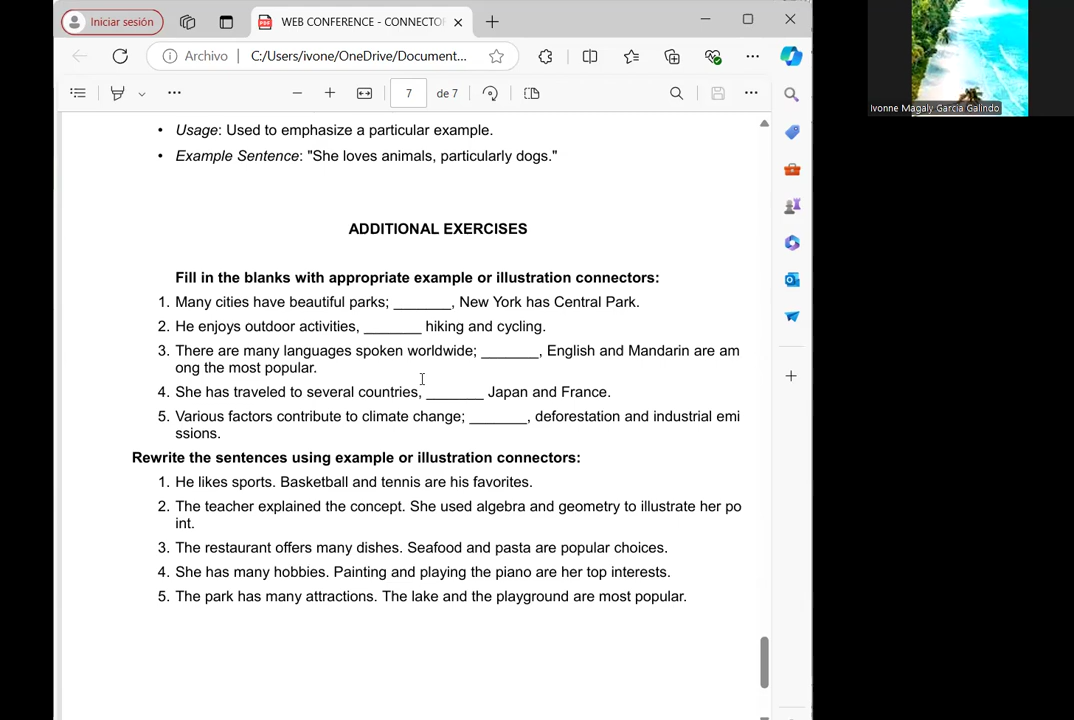 Iniciar sesión
WEB CONFERENCE - CONNECTOR
Archivo
C:/Users/ivone/OneDrive/Document...
7
de 7
Ivonne Magaly García Galindo
• Usage: Used to emphasize a particular example.
• Example Sentence: "She loves animals, particularly dogs."
ADDITIONAL EXERCISES
Fill in the blanks with appropriate example or illustration connectors:
1. Many cities have beautiful parks; _______, New York has Central Park.
2. He enjoys outdoor activities, _______ hiking and cycling.
3. There are many languages spoken worldwide; _______, English and Mandarin are am
ong the most popular.
4. She has traveled to several countries, _______ Japan and France.
5. Various factors contribute to climate change; _______, deforestation and industrial emi
ssions.
Rewrite the sentences using example or illustration connectors:
1. He likes sports. Basketball and tennis are his favorites.
2. The teacher explained the concept. She used algebra and geometry to illustrate her po
int.
3. The restaurant offers many dishes. Seafood and pasta are popular choices.
4. She has many hobbies. Painting and playing the piano are her top interests.
5. The park has many attractions. The lake and the playground are most popular.